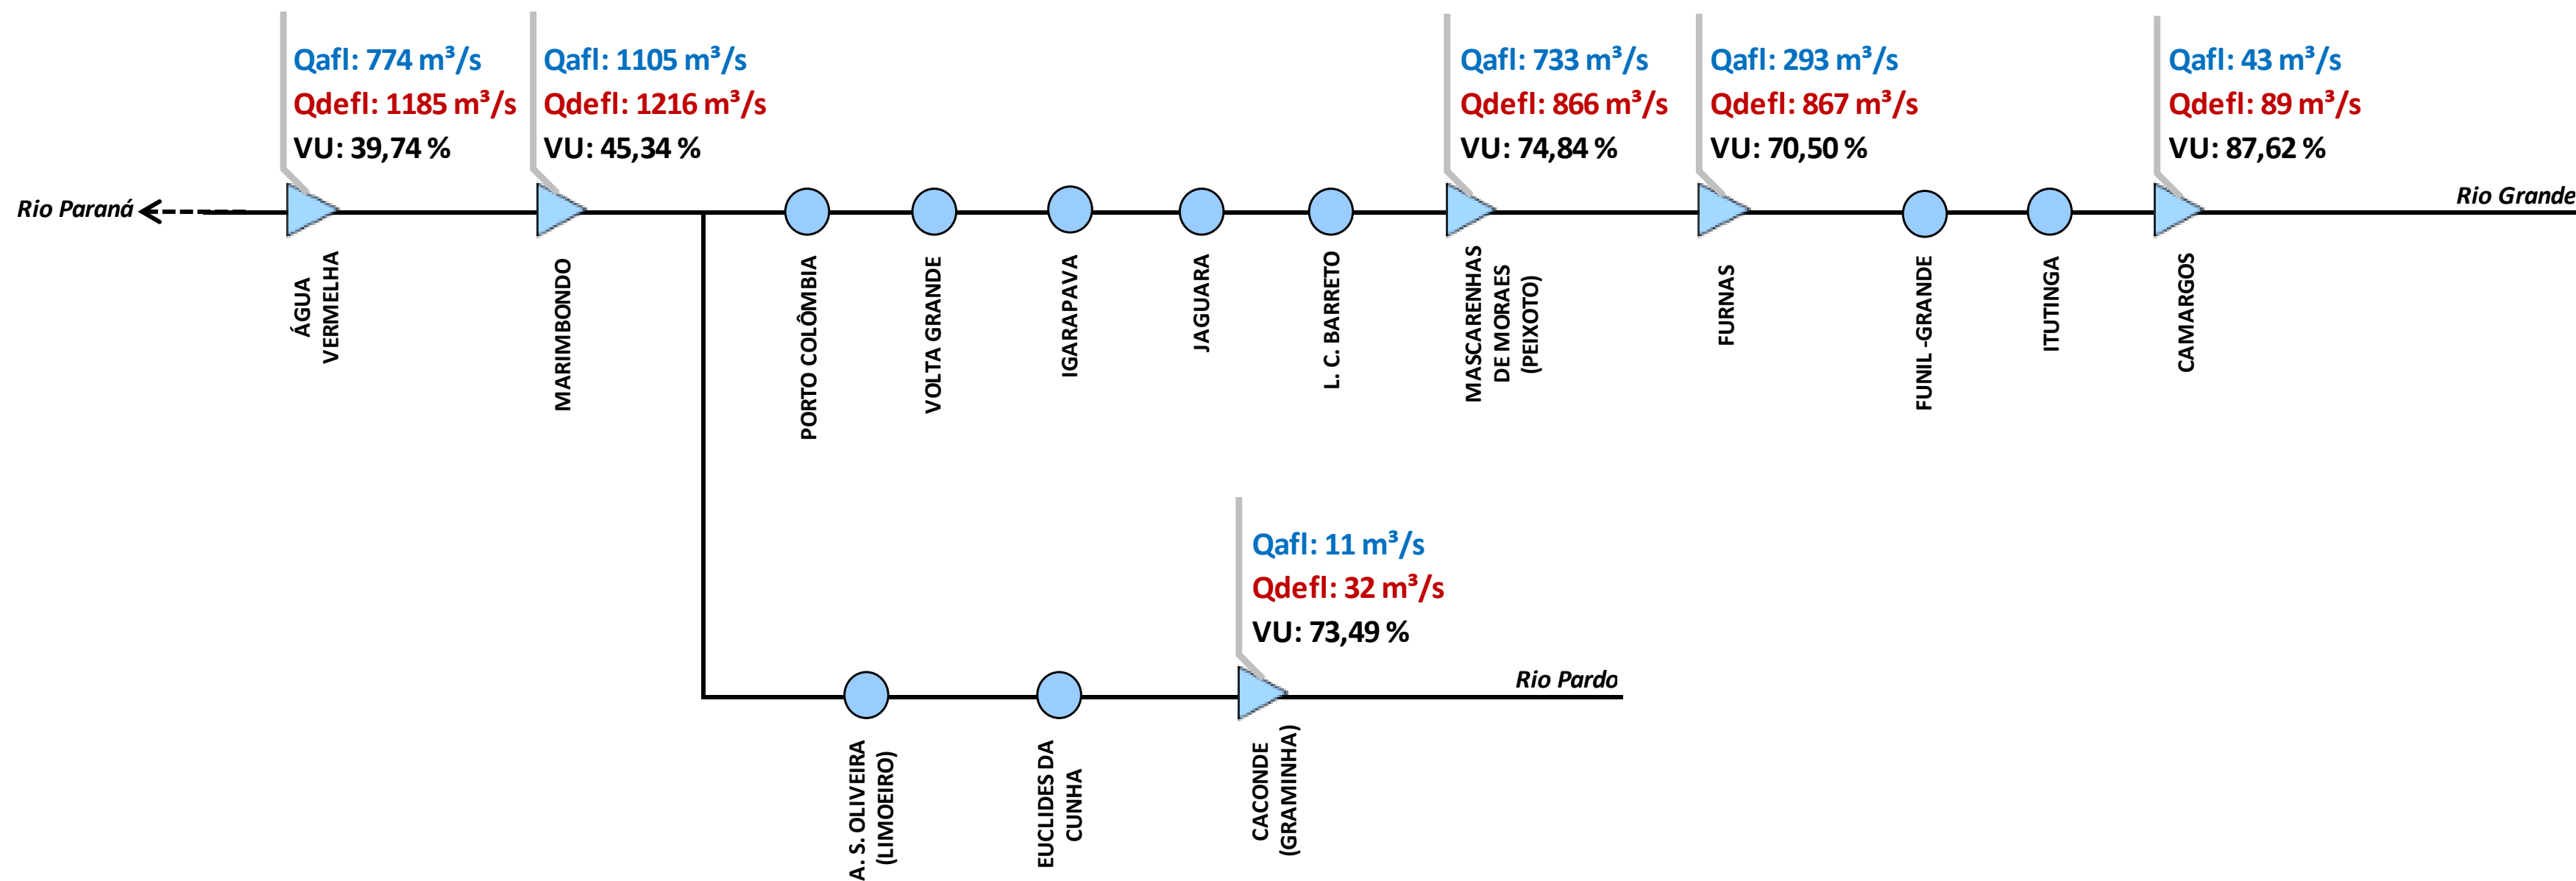 Qafl: 774 m³/s
Qdefl: 1185 m³/s
VU: 39,74 %
Qafl: 1105 m³/s
Qdefl: 1216 m³/s
VU: 45,34 %
Qafl: 733 m³/s
Qdefl: 866 m³/s
VU: 74,84 %
Qafl: 293 m³/s
Qdefl: 867 m³/s
VU: 70,50 %
Qafl: 43 m³/s
Qdefl: 89 m³/s
VU: 87,62 %
Rio Paraná
Rio Grande
ÁGUA
VERMELHA
MARIMBONDO
PORTO COLÔMBIA
VOLTA GRANDE
IGARAPAVA
JAGUARA
L. C. BARRETO
MASCARENHAS
DE MORAES
(PEIXOTO)
FURNAS
FUNIL -GRANDE
ITUTINGA
CAMARGOS
Qafl: 11 m³/s
Qdefl: 32 m³/s
VU: 73,49 %
Rio Pardo
A. S. OLIVEIRA
(LIMOEIRO)
EUCLIDES DA
CUNHA
CACONDE
(GRAMINHA)